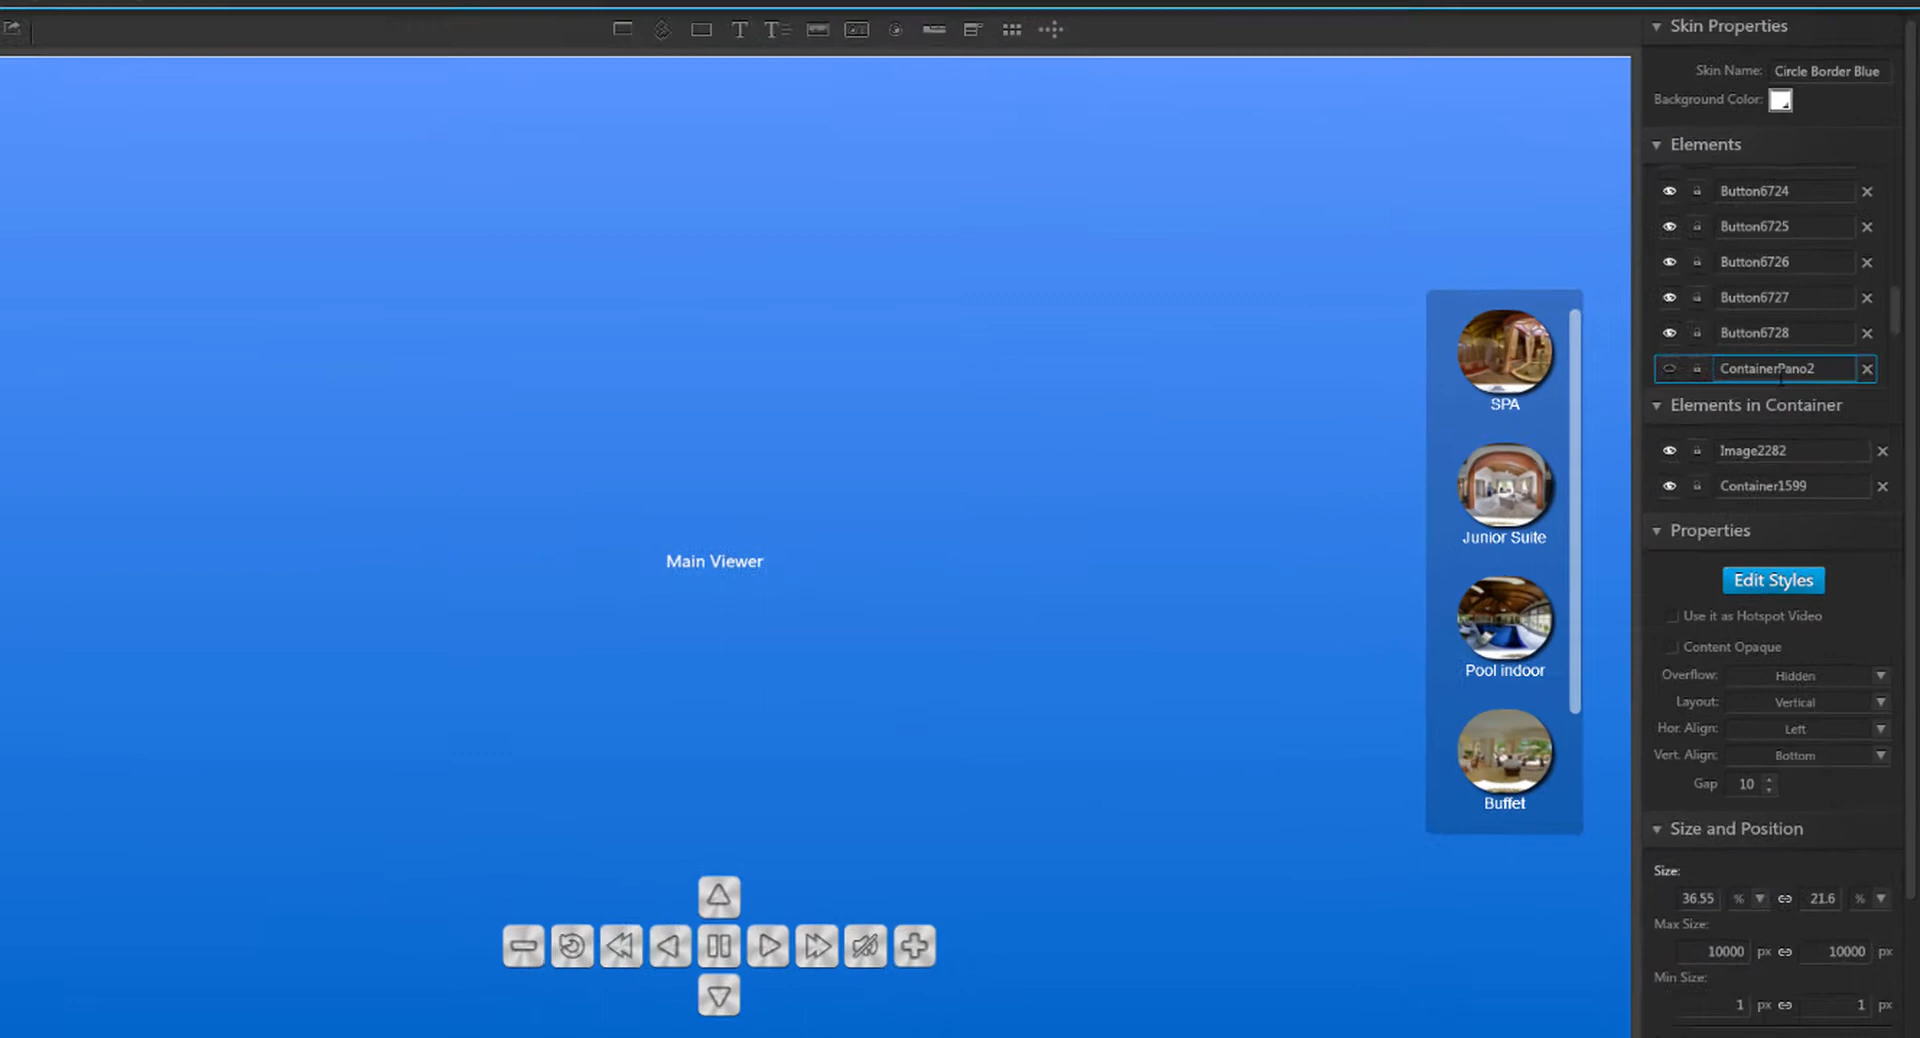 Skin Properties
Skin Name: Circle Border Blue
Background Color:
Elements
Button6724
Button6725
Button6726
Button6727
Button6728
ContainerPano2
Elements in Container
Image2282
Container1599
Properties
Edit Styles
Use it as Hotspot Video
Content Opaque
Overflow: Hidden
Layout: Vertical
Hor. Align: Left
Vert. Align: Bottom
Gap 10
Size and Position
Size:
36.55 % 21.6 %
Max Size:
10000 px 10000 px
Min Size:
1 px 1 px
SPA
Junior Suite
Pool indoor
Buffet
Main Viewer